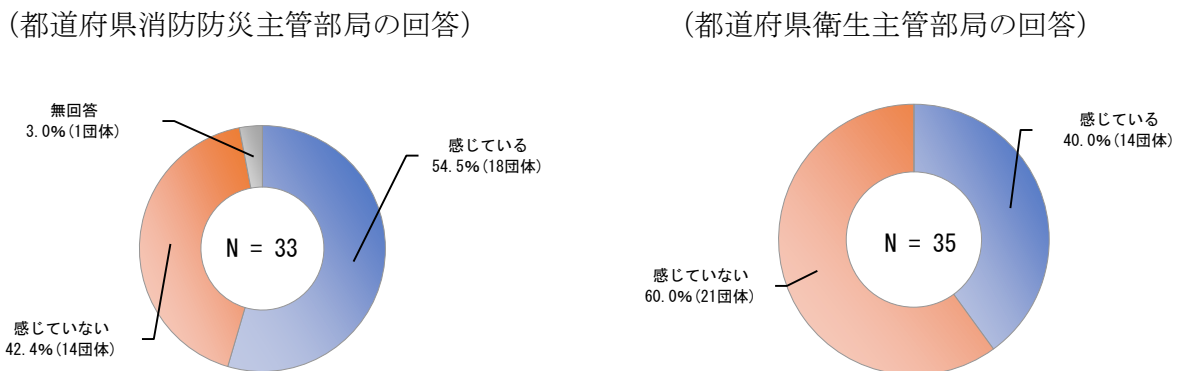 (都道府県消防防災主管部局の回答)
無回答
3.0%(1団体)
感じている
54.5%(18団体)
N = 33
感じていない
42.4%(14団体)
(都道府県衛生主管部局の回答)
感じている
40.0%(14団体)
N = 35
感じていない
60.0%(21団体)